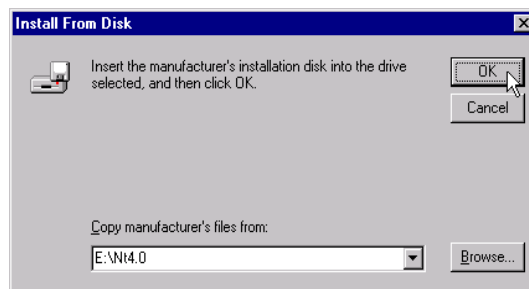 Install From Disk
Insert the manufacturer's installation disk into the drive
selected, and then click OK.
OK
Cancel
Copy manufacturer's files from:
E:\Nt4.0
Browse...